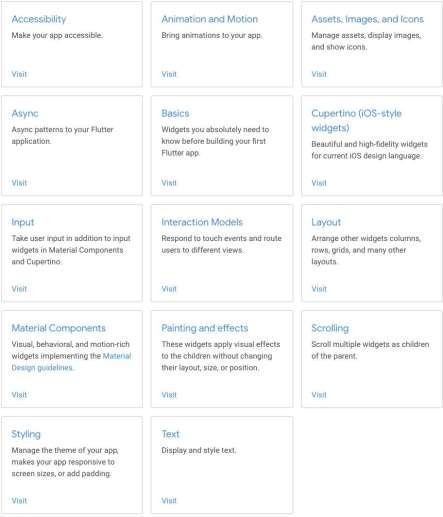 Accessibility
Make your app accessible.
Visit
Animation and Motion
Bring animations to your app.
Visit
Assets, Images, and Icons
Manage assets, display images,
and show icons.
Visit
Async
Async patterns to your Flutter
application.
Visit
Basics
Widgets you absolutely need to
know before building your first
Flutter app.
Visit
Cupertino (iOS-style
widgets)
Beautiful and high-fidelity widgets
for current iOS design language.
Visit
Input
Take user input in addition to input
widgets in Material Components
and Cupertino.
Visit
Interaction Models
Respond to touch events and route
users to different views.
Visit
Layout
Arrange other widgets columns,
rows, grids, and many other
layouts.
Visit
Material Components
Visual, behavioral, and motion-rich
widgets implementing the Material
Design guidelines.
Visit
Painting and effects
These widgets apply visual effects
to the children without changing
their layout, size, or position.
Visit
Scrolling
Scroll multiple widgets as children
of the parent.
Visit
Styling
Manage the theme of your app,
makes your app responsive to
screen sizes, or add padding.
Visit
Text
Display and style text.
Visit